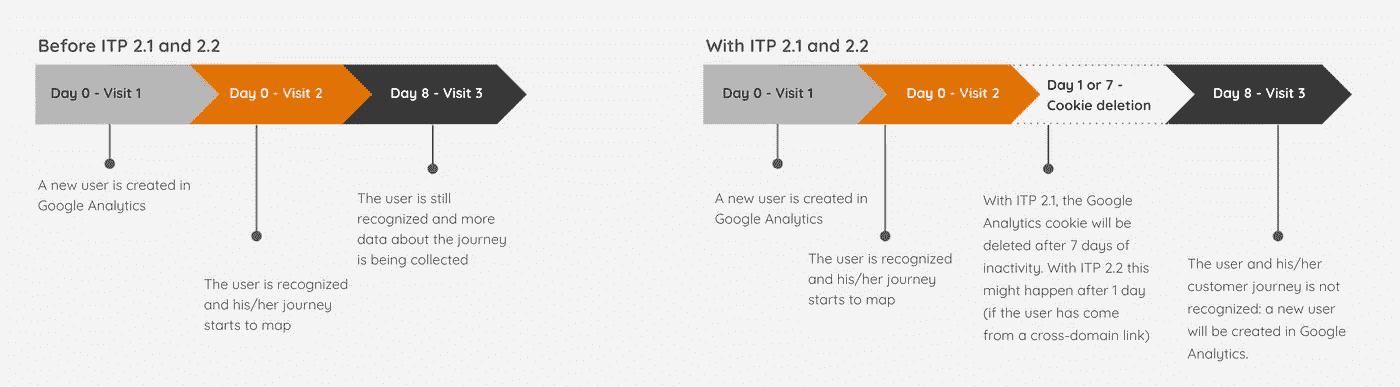 Before ITP 2.1 and 2.2
Day 0 - Visit 1
Day 0 - Visit 2
Day 8 - Visit 3
A new user is created in
Google Analytics
The user is recognized
and his/her journey
starts to map
The user is still
recognized and more
data about the journey
is being collected
With ITP 2.1 and 2.2
Day 0 - Visit 1
Day 0 - Visit 2
Day 1 or 7 -
Cookie deletion
Day 8 - Visit 3
A new user is created in
Google Analytics
The user is recognized
and his/her journey
starts to map
With ITP 2.1, the Google
Analytics cookie will be
deleted after 7 days of
inactivity. With ITP 2.2 this
might happen after 1 day
(if the user has come
from a cross-domain link)
The user and his/her
customer journey is not
recognized: a new user
will be created in Google
Analytics.